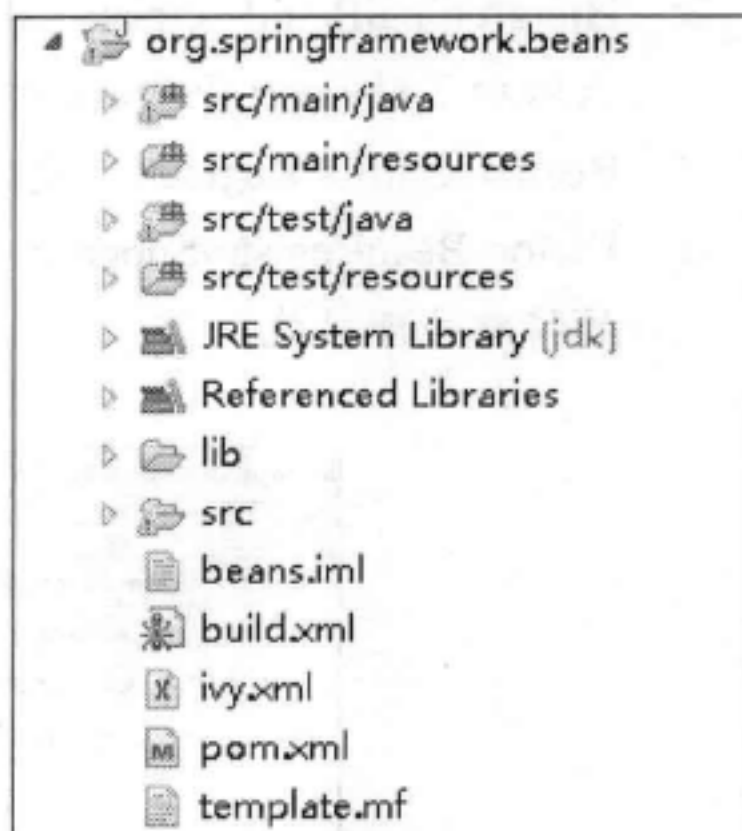 org.springframework.beans
src/main/java
src/main/resources
src/test/java
src/test/resources
JRE System Library [jdk]
Referenced Libraries
lib
src
beans.iml
build.xml
ivy.xml
pom.xml
template.mf